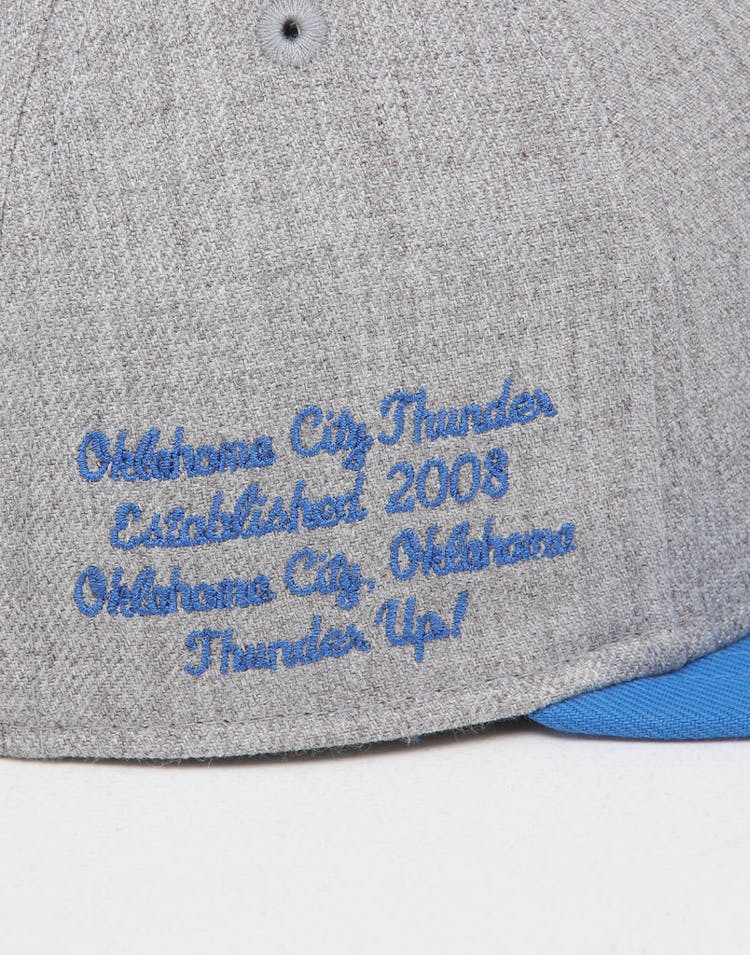 Oklahoma City Thunder
Established 2008
Oklahoma City, Oklahoma
Thunder Up!